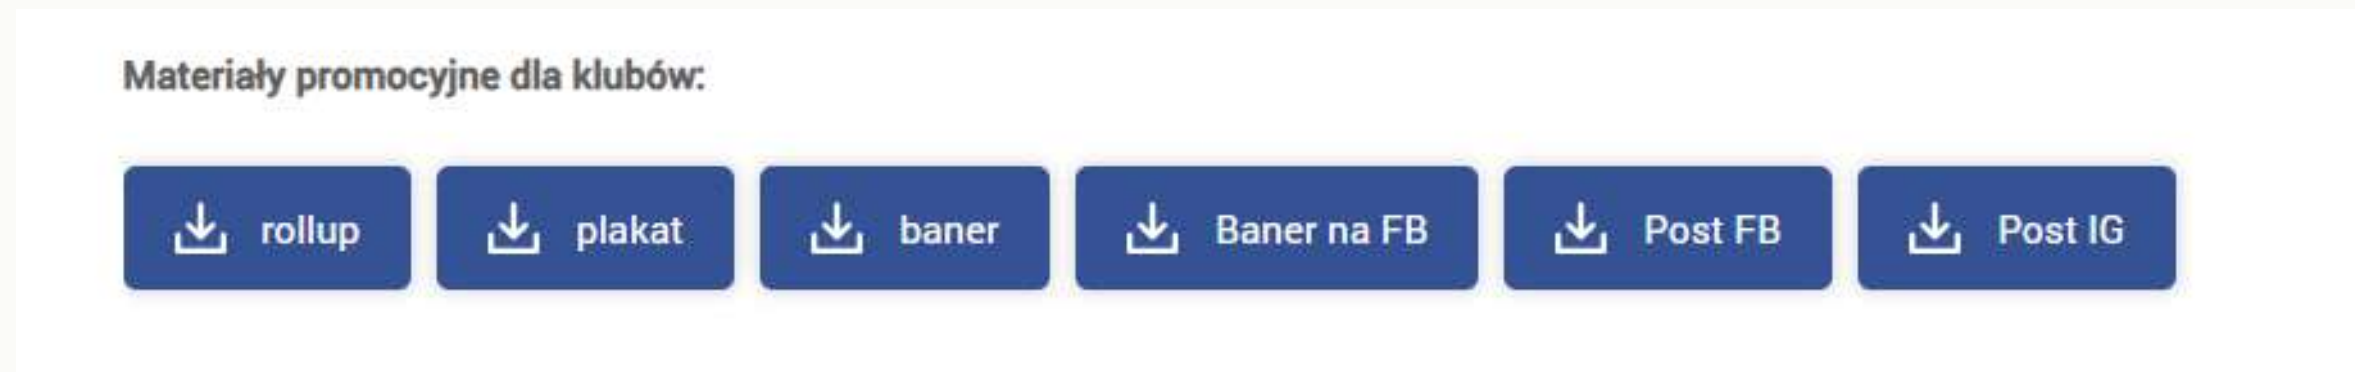 Materiały promocyjne dla klubów:
rollup plakat baner Baner na FB Post FB Post IG